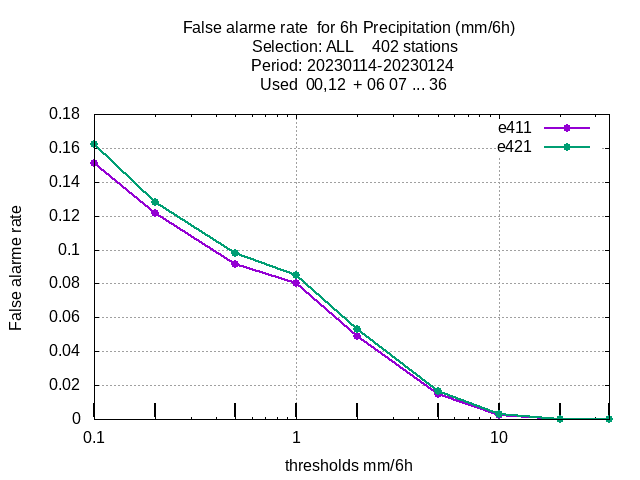 False alarme rate  for 6h Precipitation (mm/6h)
Selection: ALL    402 stations
Period: 20230114-20230124
Used  00,12  + 06 07 ... 36
e411
e421
False alarme rate
0.18
0.16
0.14
0.12
0.1
0.08
0.06
0.04
0.02
0
0.1
1
10
thresholds mm/6h